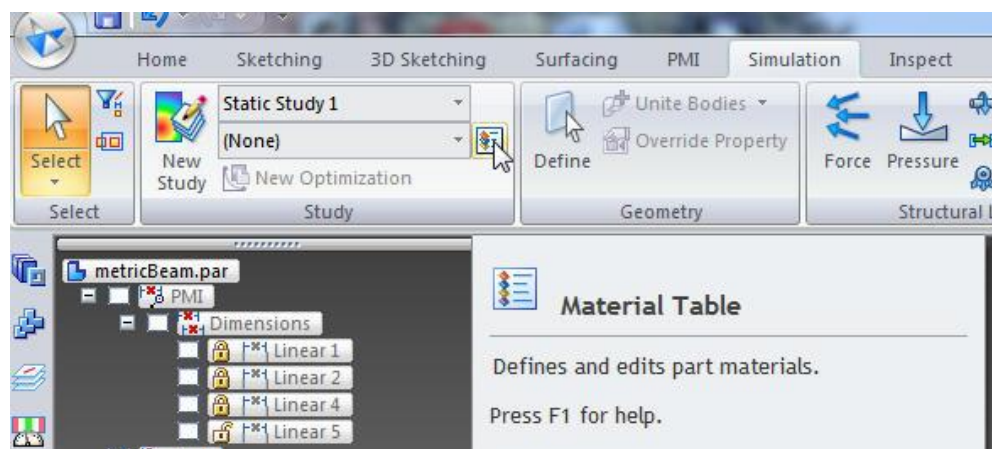 Home Sketching 3D Sketching Surfacing PMI Simulation Inspect
Select
New Study
Static Study 1
(None)
New Optimization
Define
Unite Bodies
Override Property
Force
Pressure
Select Study Geometry Structural L
metricBeam.par
PMI
Dimensions
Linear 1
Linear 2
Linear 4
Linear 5
Material Table
Defines and edits part materials.
Press F1 for help.